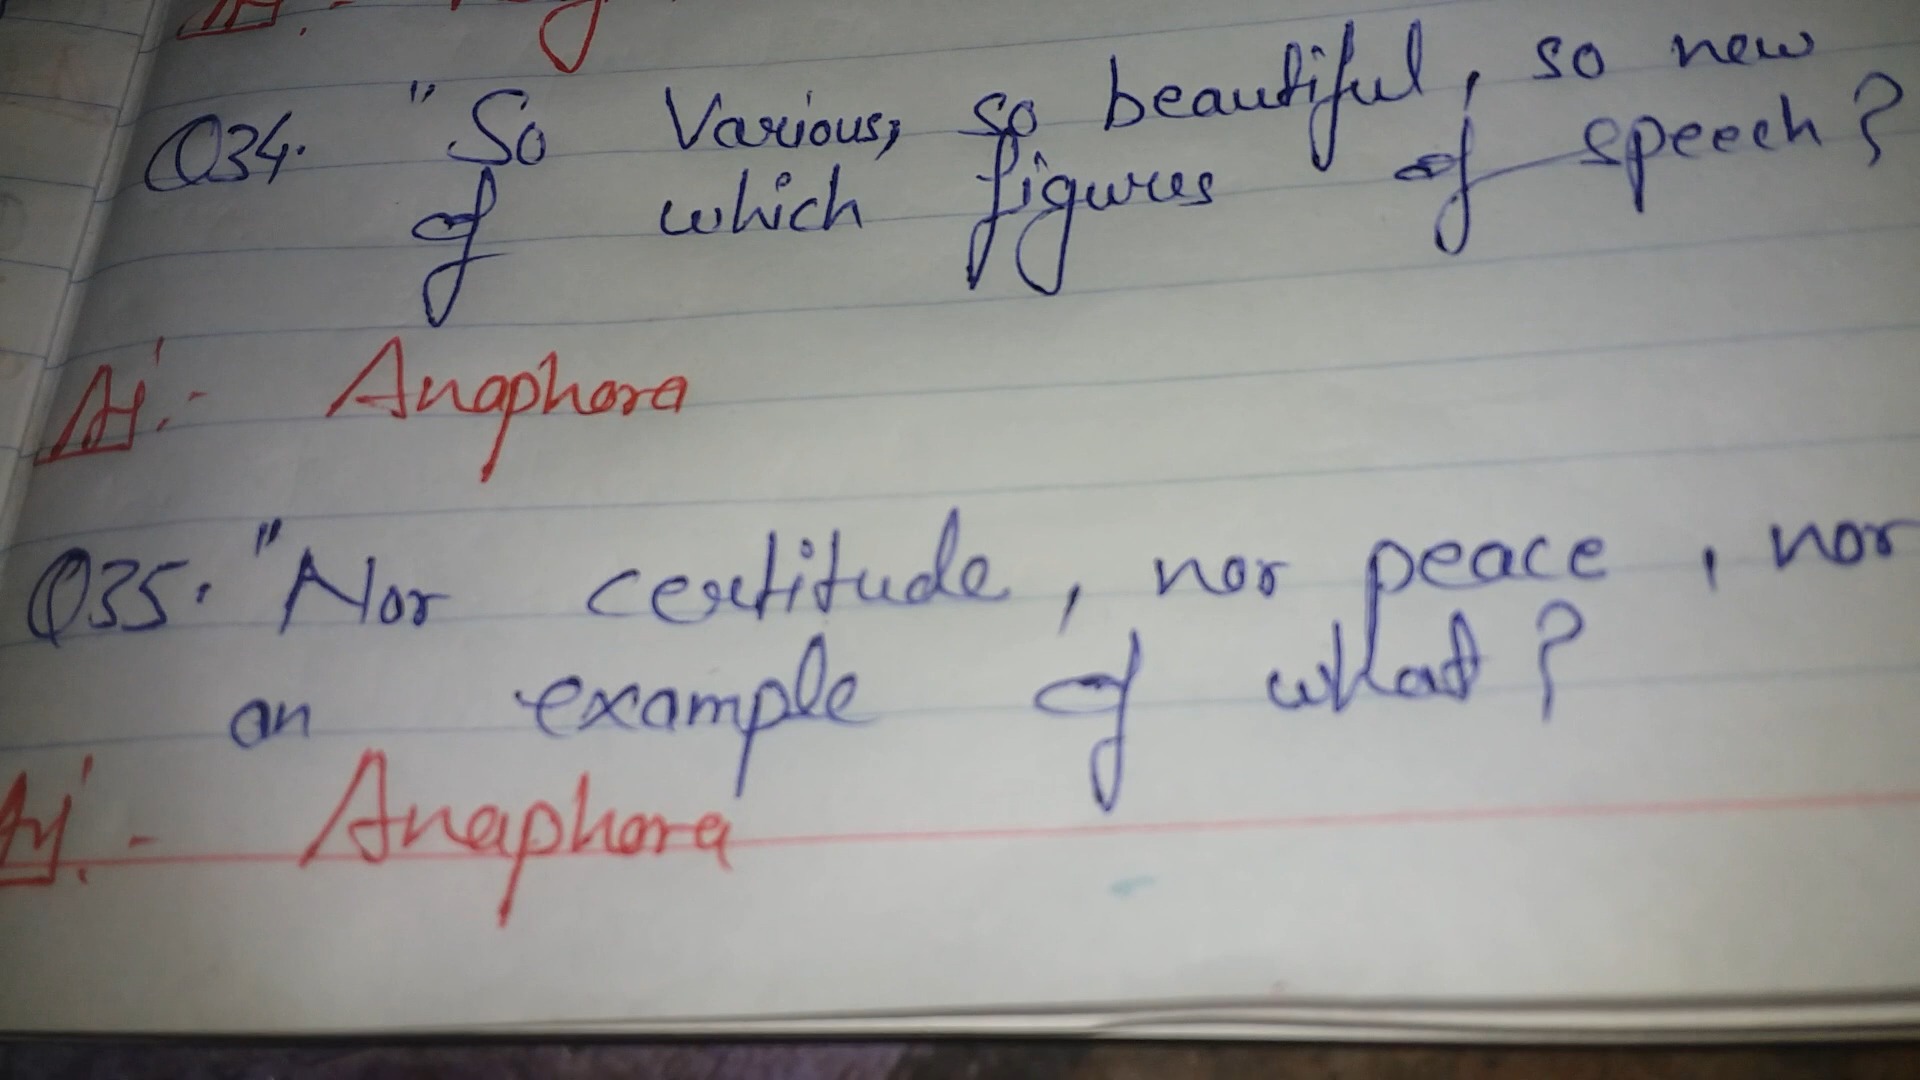 Q34. "So Various, so beautiful, so new
of which figures of speech?
A:- Anaphora
Q35. "Nor certitude, nor peace, nor
an example of what?
A:- Anaphora